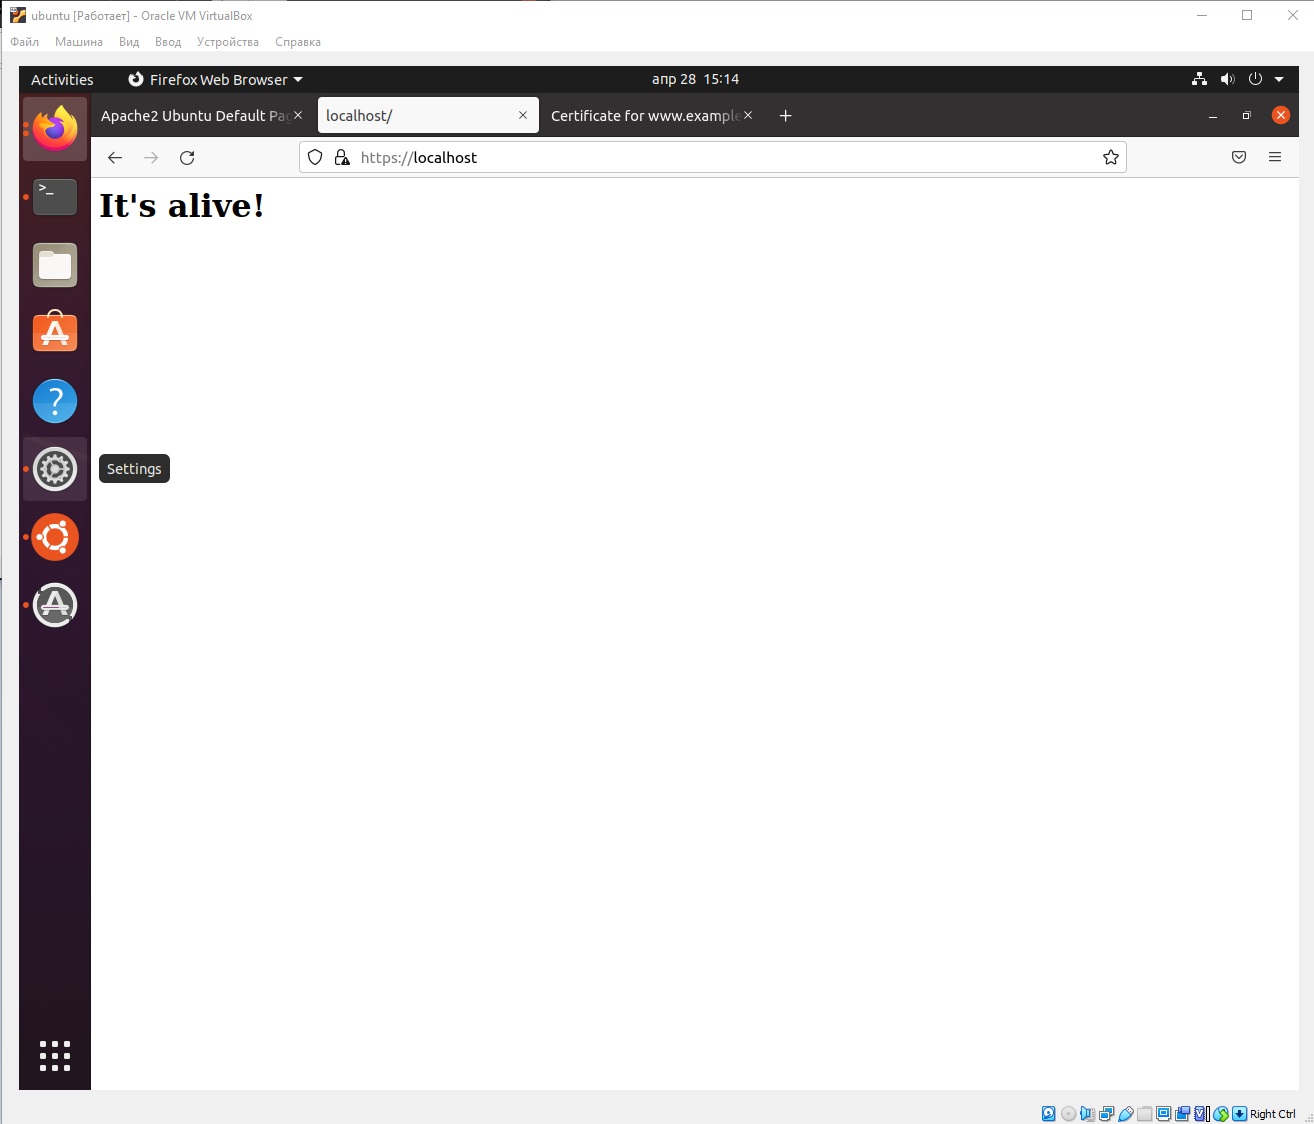 ubuntu [Работает] - Oracle VM VirtualBox
Файл Машина Вид Ввод Устройства Справка
Activities Firefox Web Browser апр 28 15:14
Apache2 Ubuntu Default Pag localhost/ Certificate for www.example
https://localhost
It's alive!
Settings
Right Ctrl